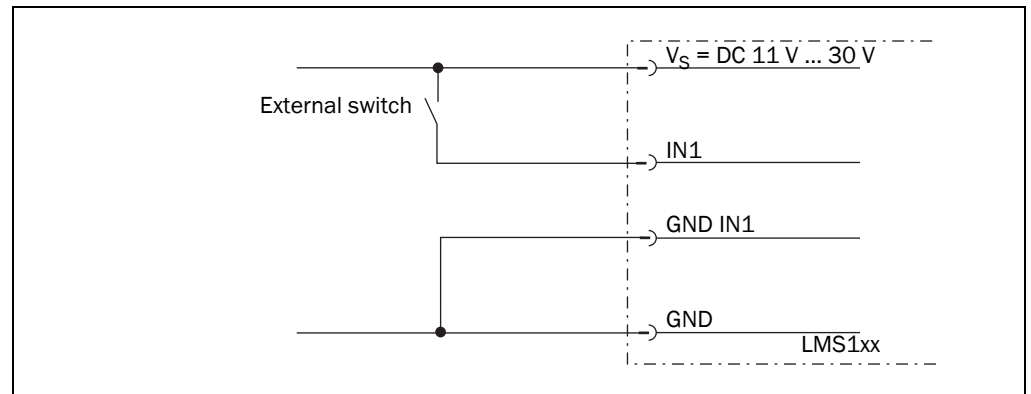 V_S = DC 11 V ... 30 V
External switch
IN1
GND IN1
GND
LMS1xx